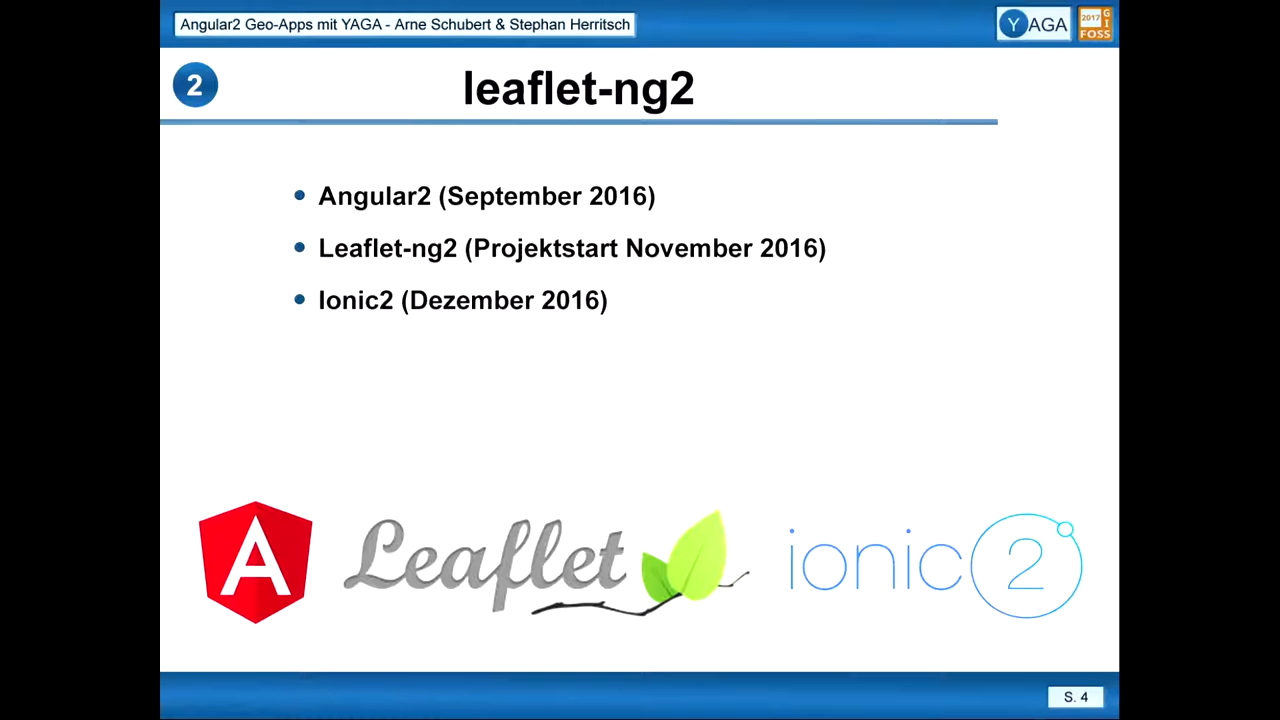 Angular2 Geo-Apps mit YAGA - Arne Schubert & Stephan Herritsch
YAGA
2017
FOSS
GI
2
leaflet-ng2
Angular2 (September 2016)
Leaflet-ng2 (Projektstart November 2016)
Ionic2 (Dezember 2016)
A
Leaflet
ionic 2
S. 4